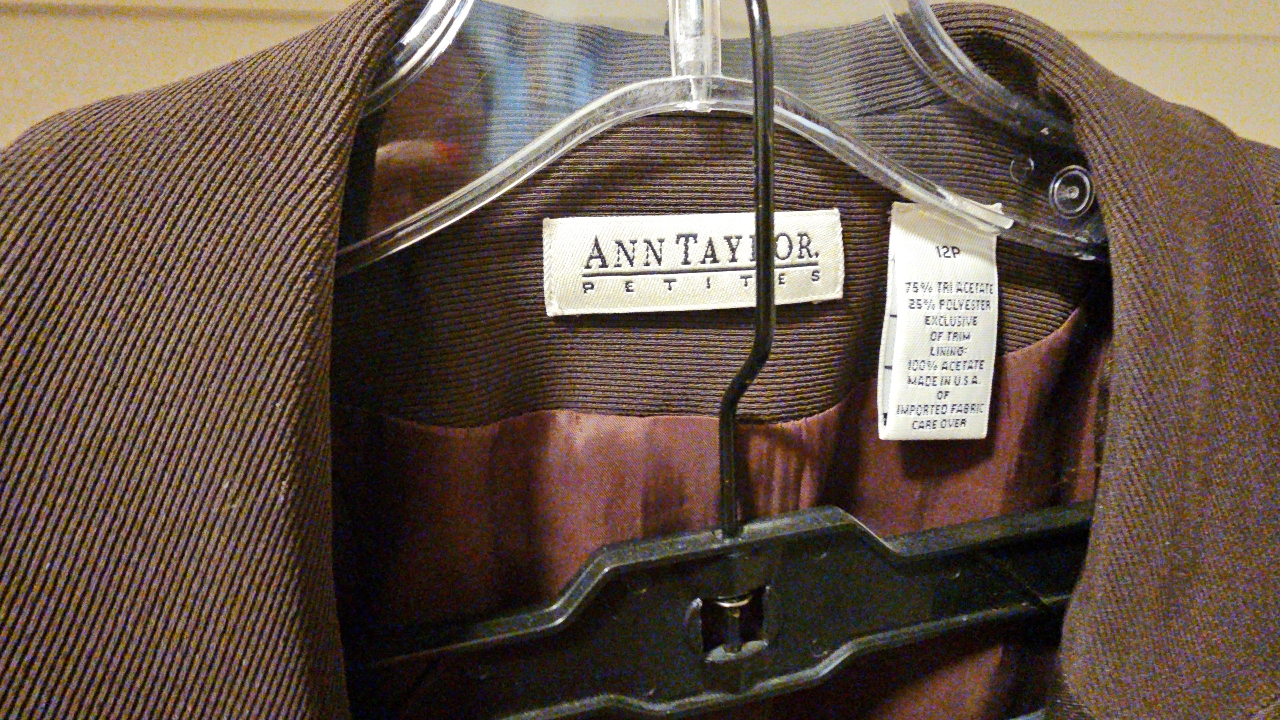 ANN TAYLOR.
PETITES
12P
75% TRI ACETATE
25% POLYESTER
EXCLUSIVE
OF TRIM
LINING:
100% ACETATE
MADE IN U.S.A.
OF
IMPORTED FABRIC
CARE OVER